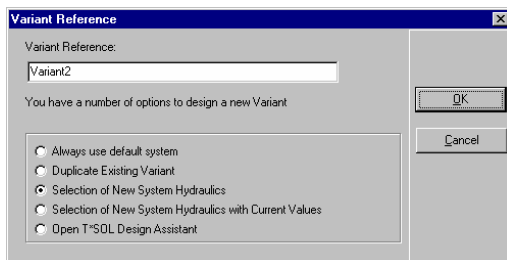 Variant Reference
Variant Reference:
Variant2
You have a number of options to design a new Variant
Always use default system
Duplicate Existing Variant
Selection of New System Hydraulics
Selection of New System Hydraulics with Current Values
Open T*SOL Design Assistant
OK
Cancel